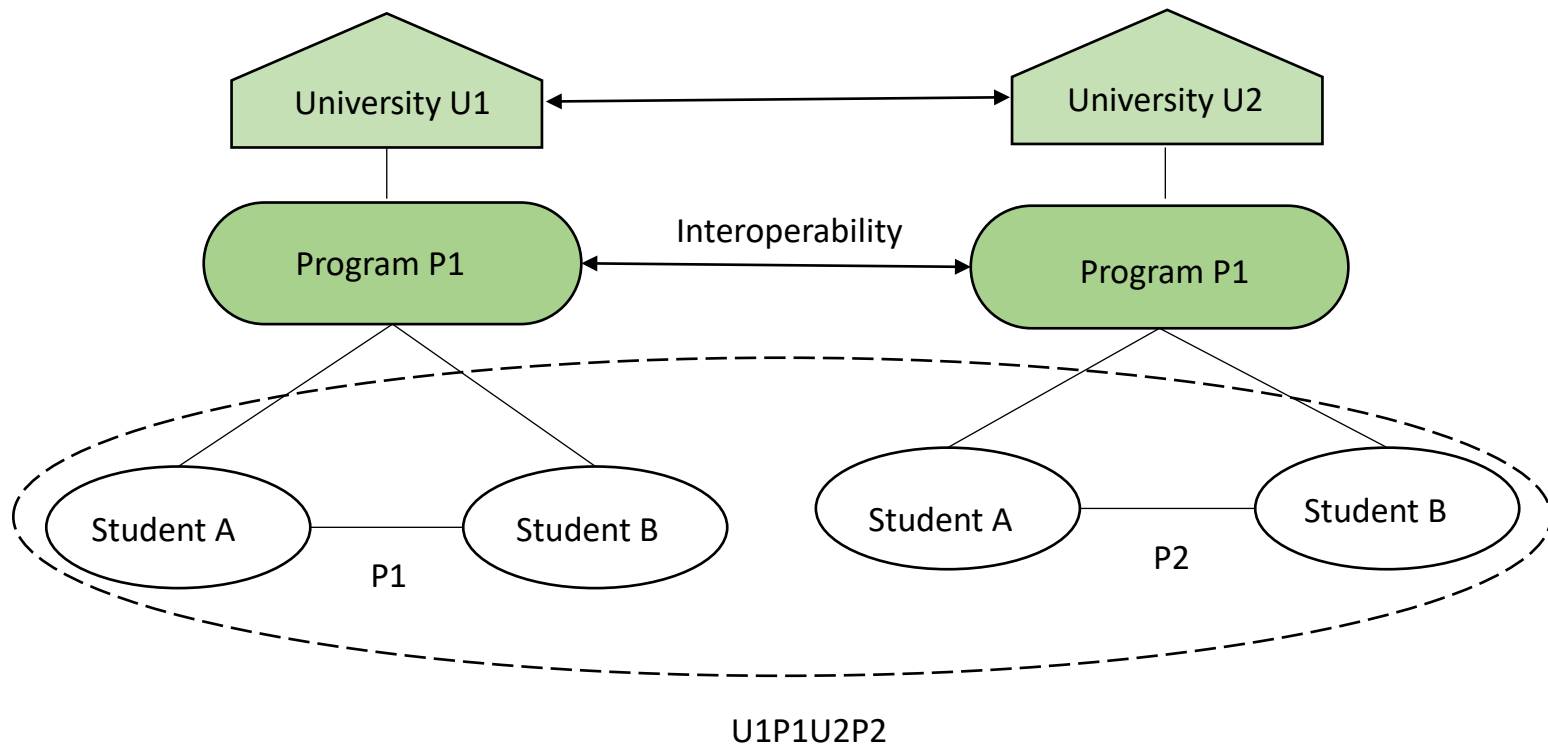 University U1
University U2
Interoperability
Program P1
Program P1
Student A
Student B
Student A
Student B
P1
P2
U1P1U2P2